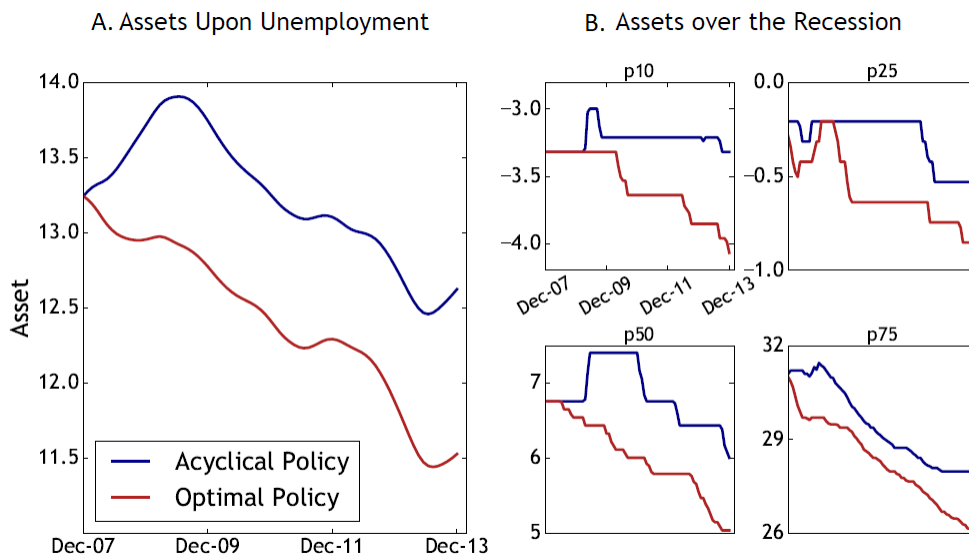 A. Assets Upon Unemployment
Asset
14.0
13.5
13.0
12.5
12.0
11.5
Acyclical Policy
Optimal Policy
Dec-07
Dec-09
Dec-11
Dec-13
B. Assets over the Recession
p10
−3.0
−3.5
−4.0
Dec-07
Dec-09
Dec-11
Dec-13
p25
0.0
−0.5
−1.0
p50
7
6
5
p75
32
29
26